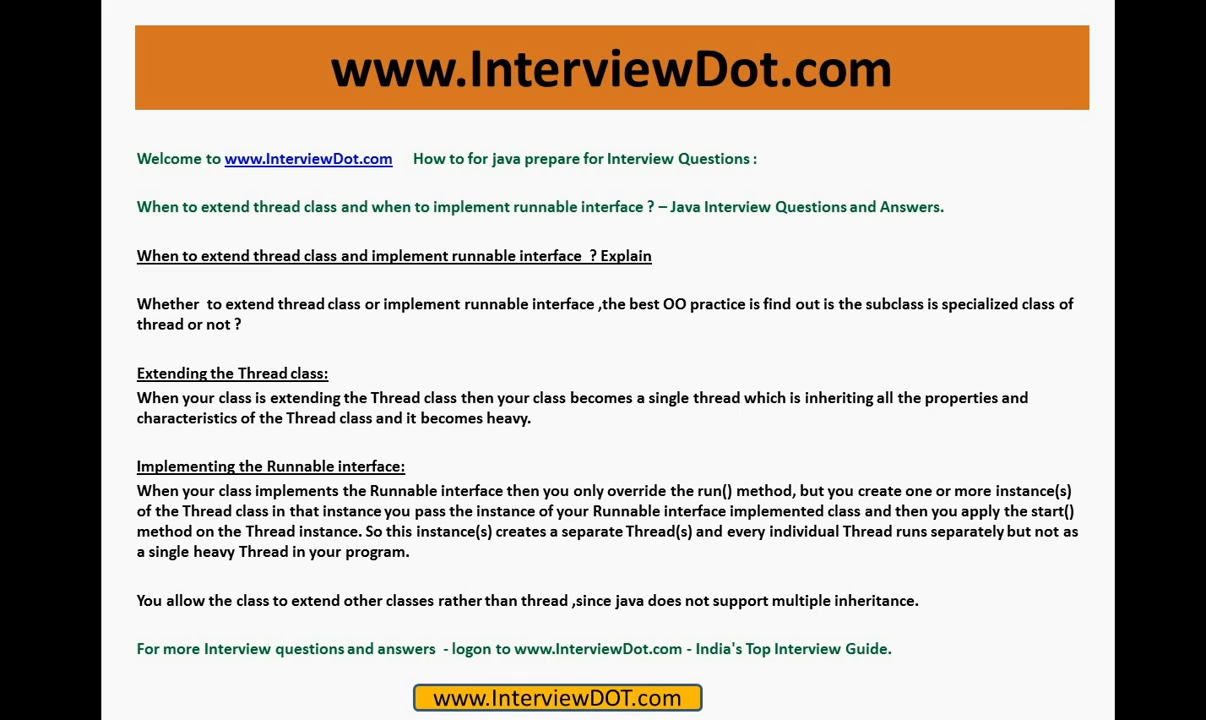 www.InterviewDot.com
Welcome to www.InterviewDot.com How to for java prepare for Interview Questions :
When to extend thread class and when to implement runnable interface ? – Java Interview Questions and Answers.
When to extend thread class and implement runnable interface ? Explain
Whether to extend thread class or implement runnable interface ,the best OO practice is find out is the subclass is specialized class of
thread or not ?
Extending the Thread class:
When your class is extending the Thread class then your class becomes a single thread which is inheriting all the properties and
characteristics of the Thread class and it becomes heavy.
Implementing the Runnable interface:
When your class implements the Runnable interface then you only override the run() method, but you create one or more instance(s)
of the Thread class in that instance you pass the instance of your Runnable interface implemented class and then you apply the start()
method on the Thread instance. So this instance(s) creates a separate Thread(s) and every individual Thread runs separately but not as
a single heavy Thread in your program.
You allow the class to extend other classes rather than thread ,since java does not support multiple inheritance.
For more Interview questions and answers - logon to www.InterviewDot.com - India's Top Interview Guide.
www.InterviewDOT.com